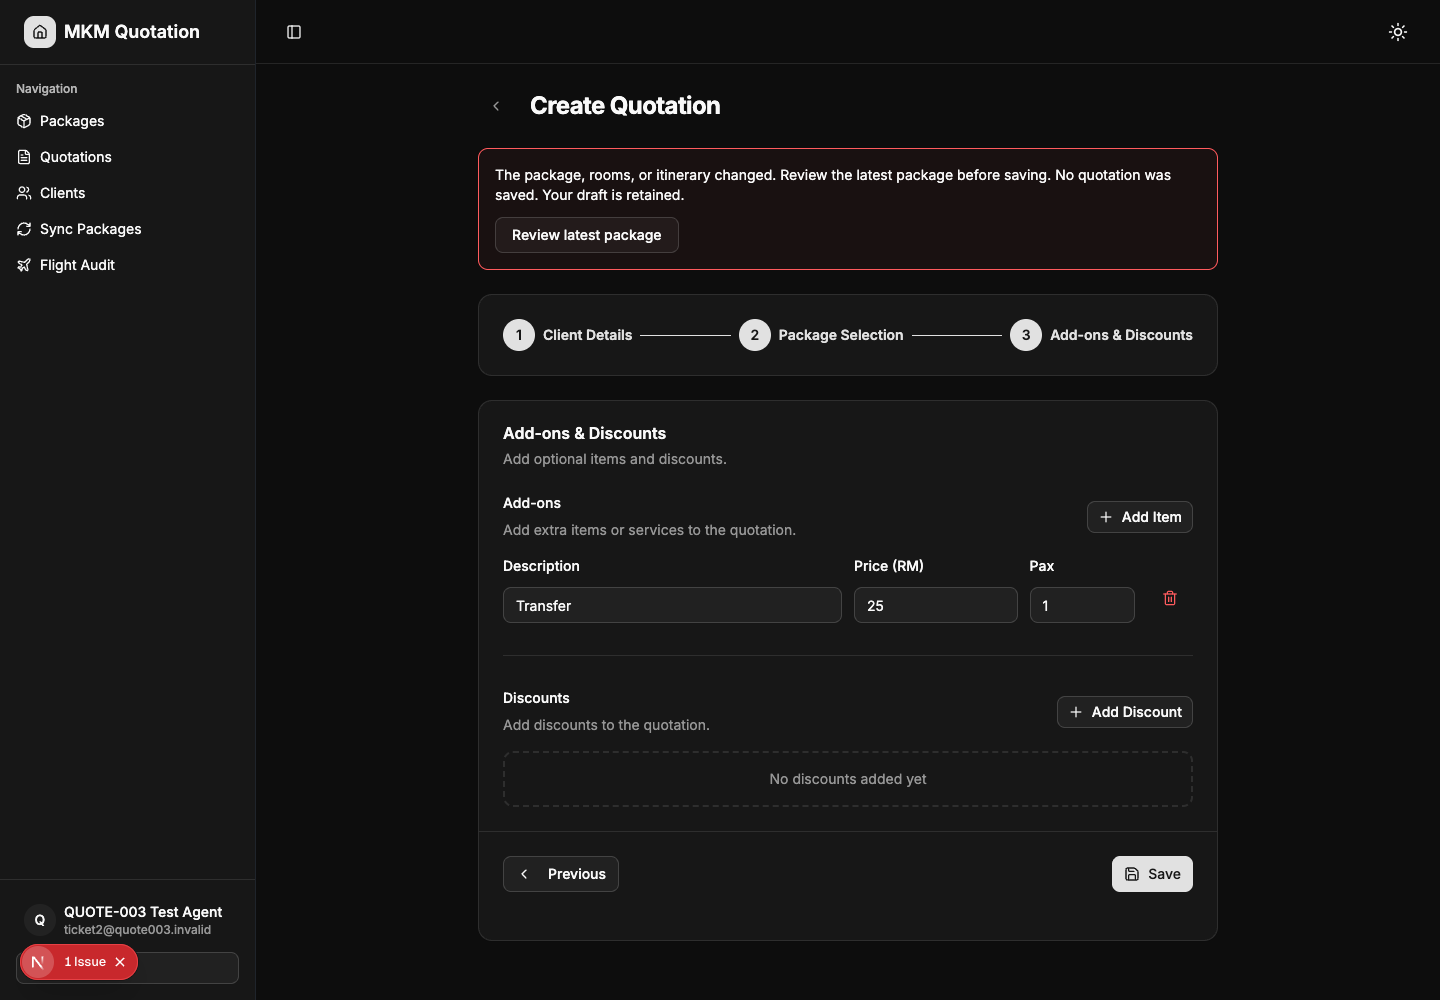 MKM Quotation
Navigation
Packages
Quotations
Clients
Sync Packages
Flight Audit
QUOTE-003 Test Agent
Q
ticket2@quote003.invalid
N
1 Issue
Create Quotation
The package, rooms, or itinerary changed. Review the latest package before saving. No quotation was
saved. Your draft is retained.
Review latest package
1 Client Details
2 Package Selection
3 Add-ons & Discounts
Add-ons & Discounts
Add optional items and discounts.
Add-ons
Add extra items or services to the quotation.
Add Item
Description Price (RM) Pax
Transfer 25 1
Discounts
Add discounts to the quotation.
Add Discount
No discounts added yet
Previous
Save